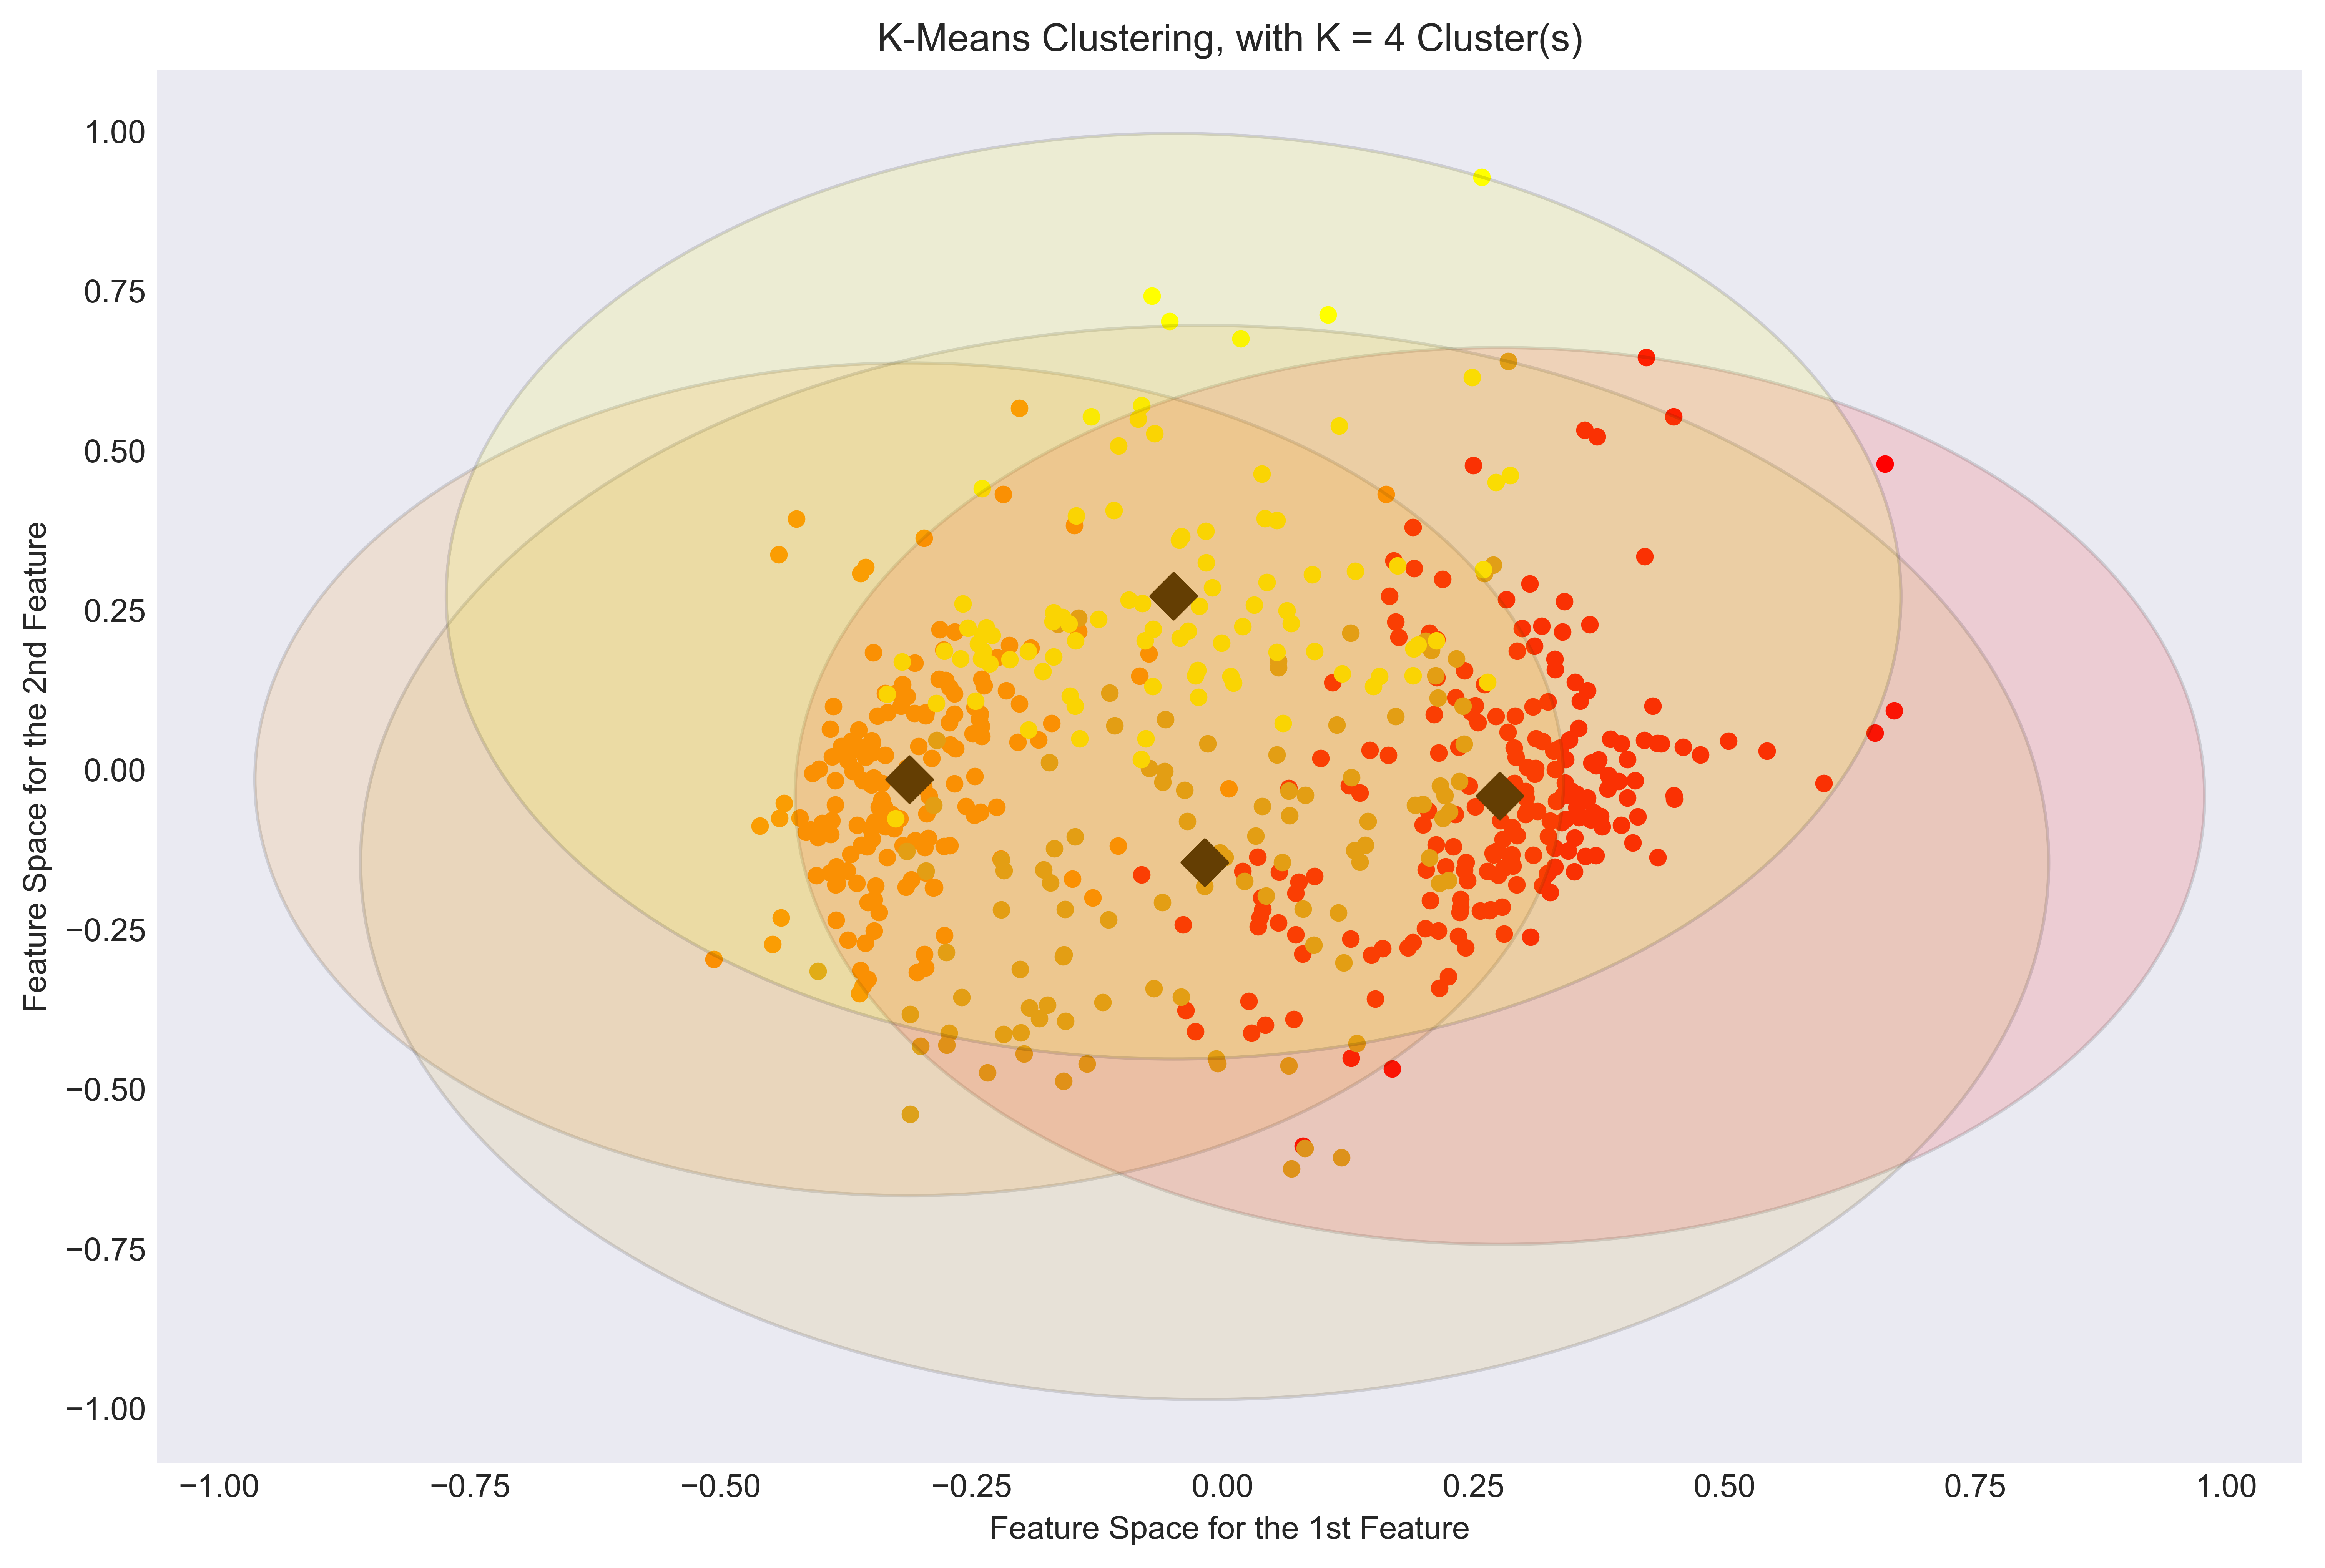 K-Means Clustering, with K = 4 Cluster(s)
Feature Space for the 2nd Feature
1.00
0.75
0.50
0.25
0.00
−0.25
−0.50
−0.75
−1.00
−1.00 −0.75 −0.50 −0.25 0.00 0.25 0.50 0.75 1.00
Feature Space for the 1st Feature